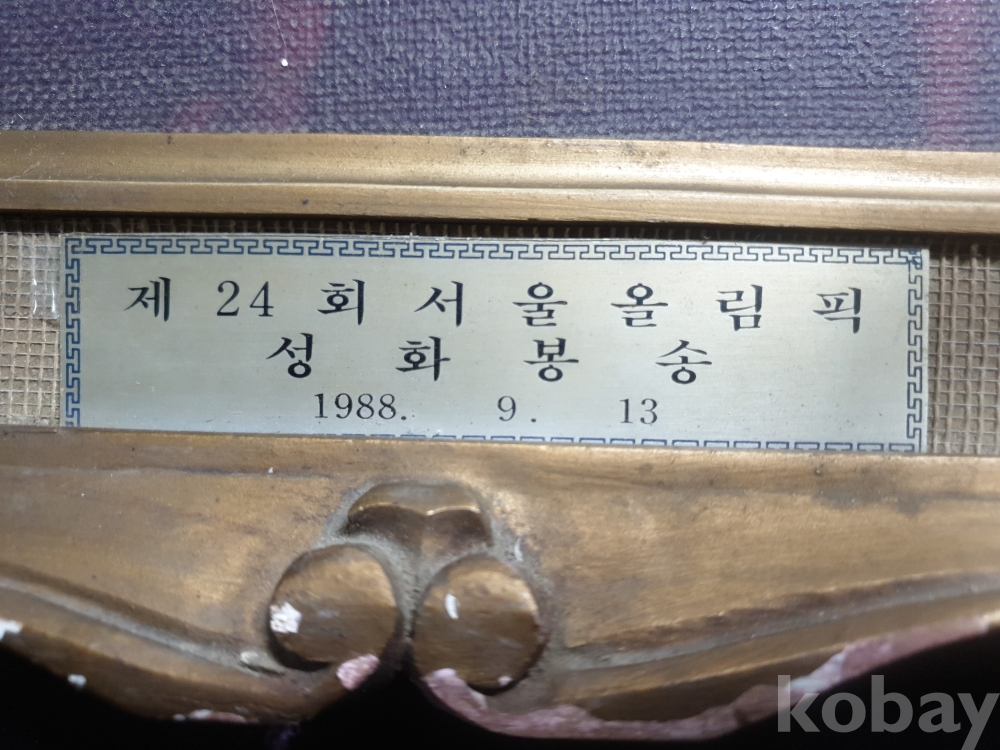 제 24 회 서 울 올 림 픽
성 화 봉 송
1988. 9. 13
kobay